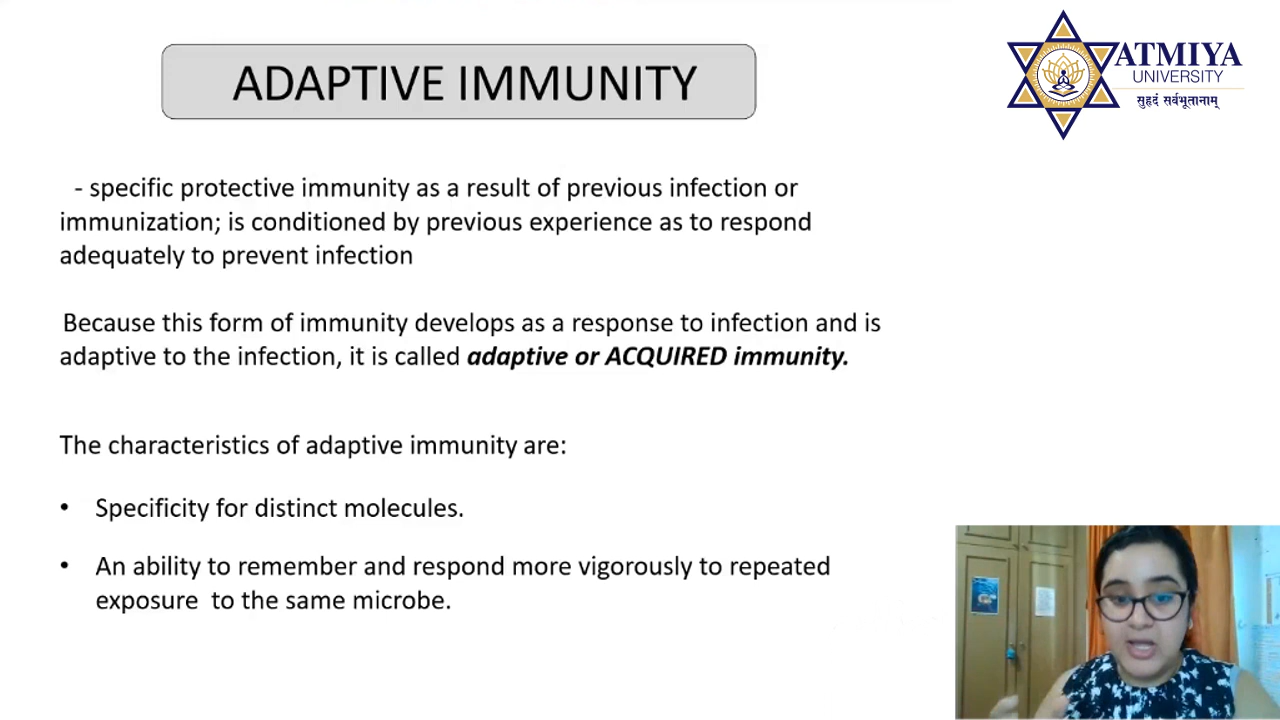 ADAPTIVE IMMUNITY
ATMIYA
UNIVERSITY
सुहृदं सर्वभूतानाम्
- specific protective immunity as a result of previous infection or
immunization; is conditioned by previous experience as to respond
adequately to prevent infection
Because this form of immunity develops as a response to infection and is
adaptive to the infection, it is called adaptive or ACQUIRED immunity.
The characteristics of adaptive immunity are:
• Specificity for distinct molecules.
• An ability to remember and respond more vigorously to repeated
exposure to the same microbe.